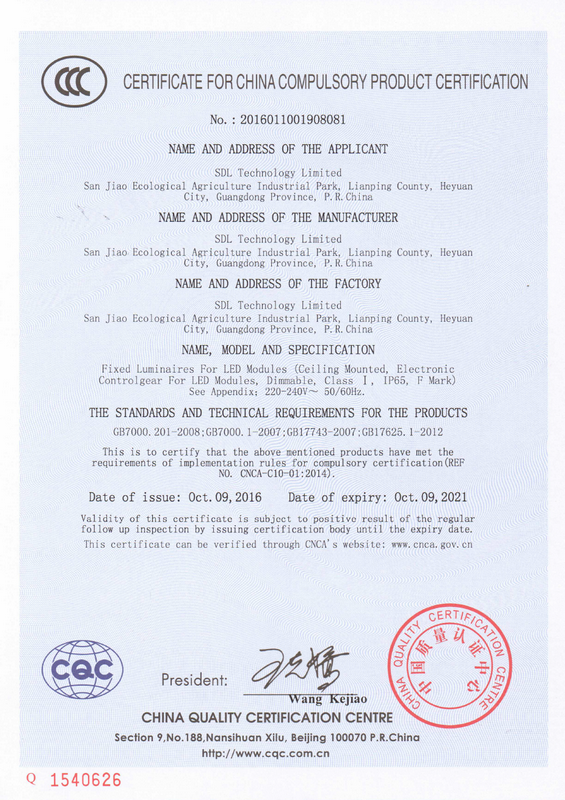 CCC
CERTIFICATE FOR CHINA COMPULSORY PRODUCT CERTIFICATION
No. : 2016011001908081
NAME AND ADDRESS OF THE APPLICANT
SDL Technology Limited
San Jiao Ecological Agriculture Industrial Park, Lianping County, Heyuan
City, Guangdong Province, P.R.China
NAME AND ADDRESS OF THE MANUFACTURER
SDL Technology Limited
San Jiao Ecological Agriculture Industrial Park, Lianping County, Heyuan
City, Guangdong Province, P.R.China
NAME AND ADDRESS OF THE FACTORY
SDL Technology Limited
San Jiao Ecological Agriculture Industrial Park, Lianping County, Heyuan
City, Guangdong Province, P.R.China
NAME, MODEL AND SPECIFICATION
Fixed Luminaires For LED Modules (Ceiling Mounted, Electronic
Controlgear For LED Modules, Dimmable, Class Ⅰ, IP65, F Mark)
See Appendix; 220-240V～ 50/60Hz.
THE STANDARDS AND TECHNICAL REQUIREMENTS FOR THE PRODUCTS
GB7000.201-2008;GB7000.1-2007;GB17743-2007;GB17625.1-2012
This is to certify that the above mentioned products have met the
requirements of implementation rules for compulsory certification(REF
NO. CNCA-C10-01:2014).
Date of issue: Oct.09,2016 Date of expiry: Oct.09,2021
Validity of this certificate is subject to positive result of the regular
follow up inspection by issuing certification body until the expiry date.
This certificate can be verified through CNCA's website: www.cnca.gov.cn
CQC
President:
Wang Kejiao
CHINA QUALITY CERTIFICATION CENTRE
中国质量认证中心
CHINA QUALITY CERTIFICATION CENTRE
Section 9,No.188,Nansihuan Xilu, Beijing 100070 P.R.China
http://www.cqc.com.cn
Q 1540626